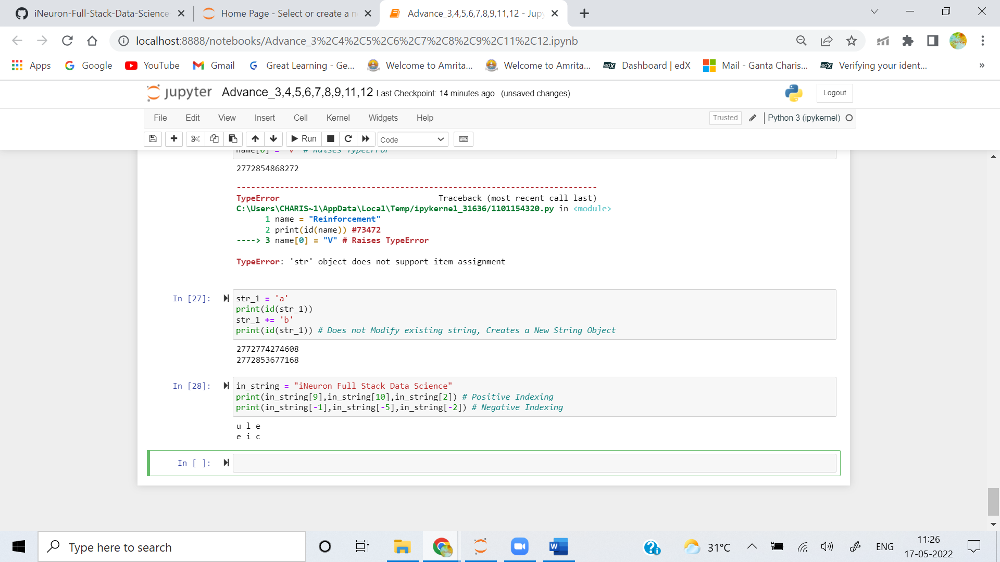 iNeuron-Full-Stack-Data-Science
Home Page - Select or create a n
Advance_3,4,5,6,7,8,9,11,12 - Jupy
localhost:8888/notebooks/Advance_3%2C4%2C5%2C6%2C7%2C8%2C9%2C11%2C12.ipynb
Apps
Google
YouTube
Gmail
Great Learning - Ge...
Welcome to Amrita...
Welcome to Amrita...
edX Dashboard | edX
Mail - Ganta Charis...
edX Verifying your ident...
»
jupyter Advance_3,4,5,6,7,8,9,11,12 Last Checkpoint: 14 minutes ago (unsaved changes)
Logout
File Edit View Insert Cell Kernel Widgets Help
Trusted
Python 3 (ipykernel)
Run
Code
name[0] = "V" # Raises TypeError
2772854868272
---------------------------------------------------------------------------
TypeError Traceback (most recent call last)
C:\Users\CHARIS~1\AppData\Local\Temp/ipykernel_31636/1101154320.py in <module>
1 name = "Reinforcement"
2 print(id(name)) #73472
----> 3 name[0] = "V" # Raises TypeError
TypeError: 'str' object does not support item assignment
In [27]:
str_1 = 'a'
print(id(str_1))
str_1 += 'b'
print(id(str_1)) # Does not Modify existing string, Creates a New String Object
2772774274608
2772853677168
In [28]:
in_string = "iNeuron Full Stack Data Science"
print(in_string[9],in_string[10],in_string[2]) # Positive Indexing
print(in_string[-1],in_string[-5],in_string[-2]) # Negative Indexing
u l e
e i c
In [ ]:
Type here to search
31°C
ENG
11:26
17-05-2022